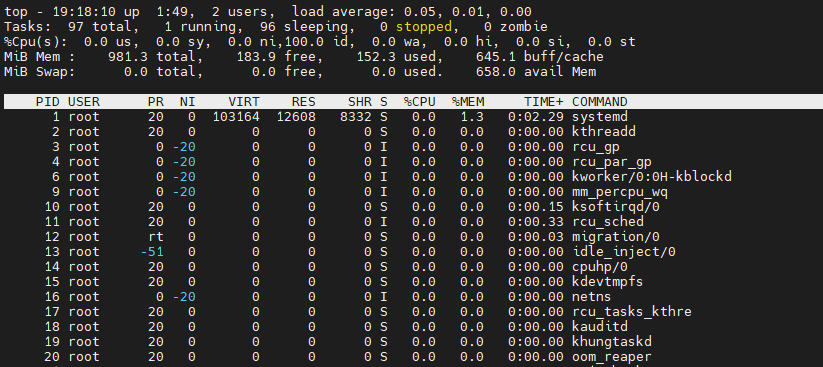 top - 19:18:10 up  1:49,  2 users,  load average: 0.05, 0.01, 0.00
Tasks:  97 total,   1 running,  96 sleeping,   0 stopped,   0 zombie
%Cpu(s):  0.0 us,  0.0 sy,  0.0 ni,100.0 id,  0.0 wa,  0.0 hi,  0.0 si,  0.0 st
MiB Mem :    981.3 total,    183.9 free,    152.3 used,    645.1 buff/cache
MiB Swap:      0.0 total,      0.0 free,      0.0 used.    658.0 avail Mem
PID USER      PR  NI    VIRT    RES    SHR S  %CPU  %MEM     TIME+ COMMAND
1 root      20   0  103164  12608   8332 S   0.0   1.3   0:02.29 systemd
2 root      20   0       0      0      0 S   0.0   0.0   0:00.00 kthreadd
3 root       0 -20       0      0      0 I   0.0   0.0   0:00.00 rcu_gp
4 root       0 -20       0      0      0 I   0.0   0.0   0:00.00 rcu_par_gp
6 root       0 -20       0      0      0 I   0.0   0.0   0:00.00 kworker/0:0H-kblockd
9 root       0 -20       0      0      0 I   0.0   0.0   0:00.00 mm_percpu_wq
10 root      20   0       0      0      0 S   0.0   0.0   0:00.15 ksoftirqd/0
11 root      20   0       0      0      0 I   0.0   0.0   0:00.33 rcu_sched
12 root      rt   0       0      0      0 S   0.0   0.0   0:00.03 migration/0
13 root     -51   0       0      0      0 S   0.0   0.0   0:00.00 idle_inject/0
14 root      20   0       0      0      0 S   0.0   0.0   0:00.00 cpuhp/0
15 root      20   0       0      0      0 S   0.0   0.0   0:00.00 kdevtmpfs
16 root       0 -20       0      0      0 I   0.0   0.0   0:00.00 netns
17 root      20   0       0      0      0 S   0.0   0.0   0:00.00 rcu_tasks_kthre
18 root      20   0       0      0      0 S   0.0   0.0   0:00.00 kauditd
19 root      20   0       0      0      0 S   0.0   0.0   0:00.00 khungtaskd
20 root      20   0       0      0      0 S   0.0   0.0   0:00.00 oom_reaper